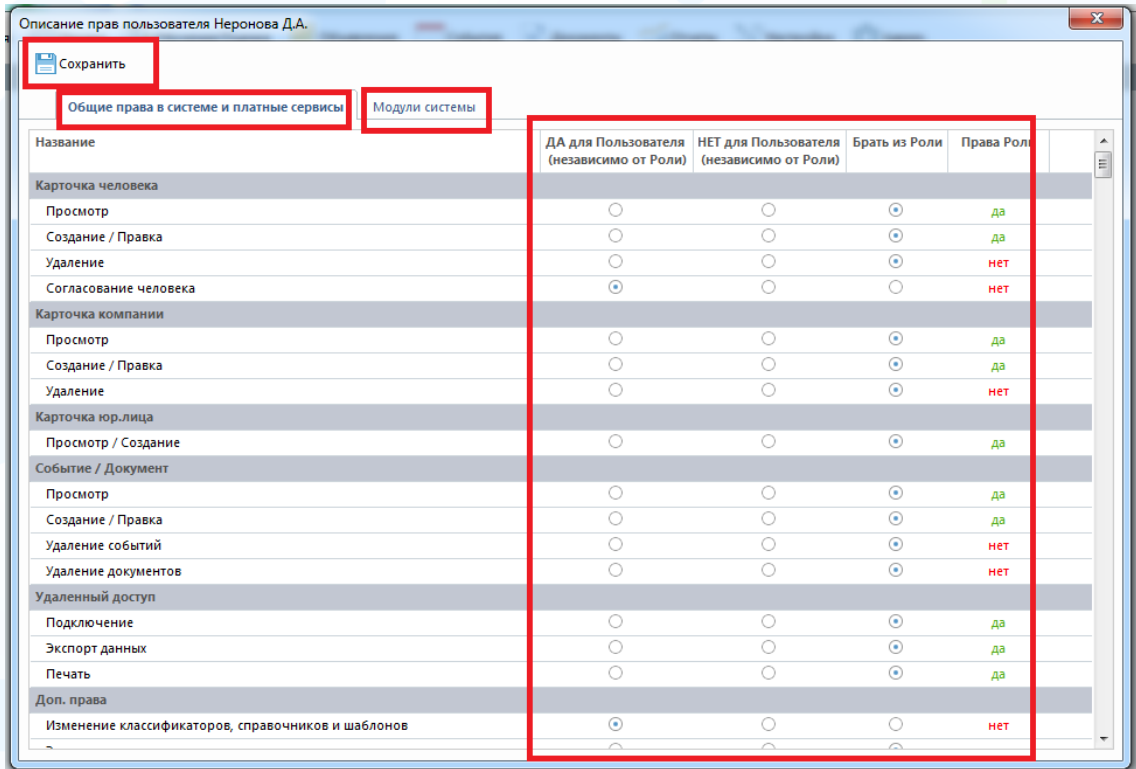 Описание прав пользователя Неронова Д.А.
Сохранить
Общие права в системе и платные сервисы Модули системы
Название ДА для Пользователя (независимо от Роли) НЕТ для Пользователя (независимо от Роли) Брать из Роли Права Роли
Карточка человека
Просмотр да
Создание / Правка да
Удаление нет
Согласование человека нет
Карточка компании
Просмотр да
Создание / Правка да
Удаление нет
Карточка юр.лица
Просмотр / Создание да
Событие / Документ
Просмотр да
Создание / Правка да
Удаление событий нет
Удаление документов нет
Удаленный доступ
Подключение да
Экспорт данных да
Печать да
Доп. права
Изменение классификаторов, справочников и шаблонов нет